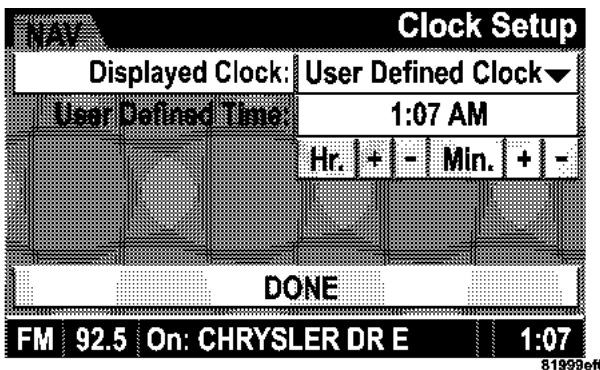 NAV
Clock Setup
Displayed Clock: User Defined Clock
User Defined Time: 1:07 AM
Hr. + - Min. + -
DONE
FM 92.5 On: CHRYSLER DR E 1:07